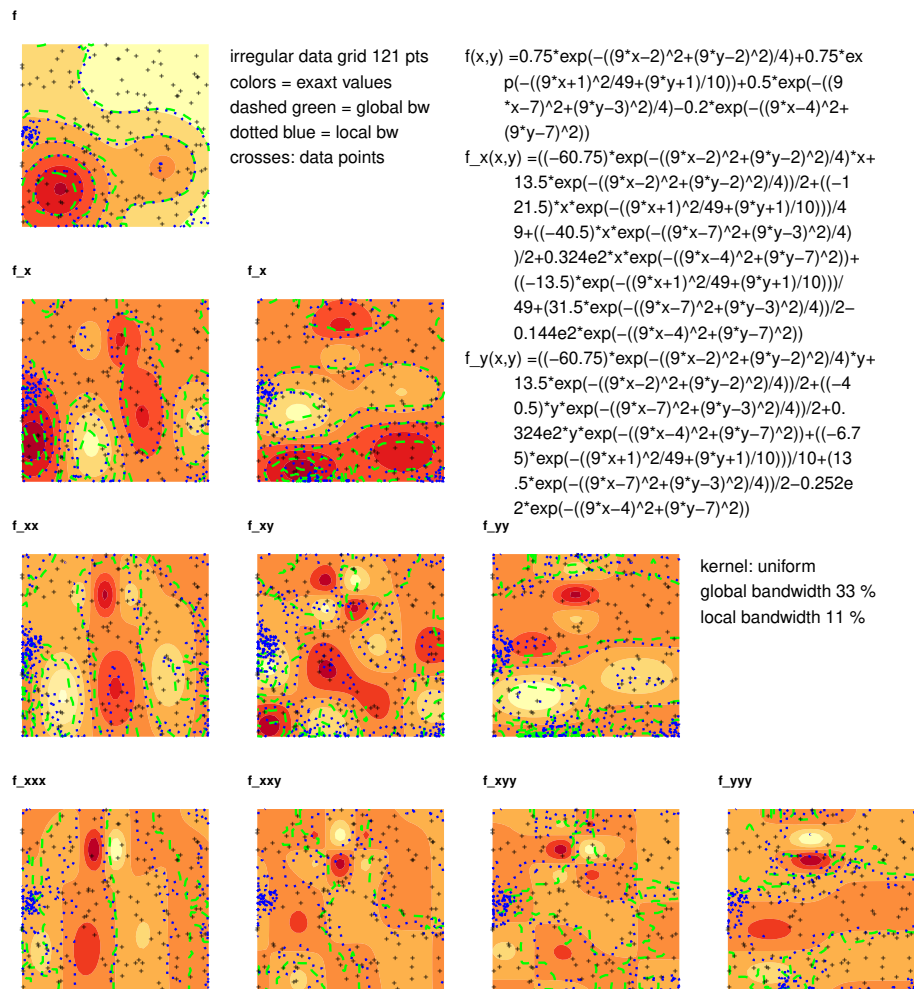 f
irregular data grid 121 pts
colors = exaxt values
dashed green = global bw
dotted blue = local bw
crosses: data points
f(x,y) =0.75*exp(−((9*x−2)^2+(9*y−2)^2)/4)+0.75*ex
p(−((9*x+1)^2/49+(9*y+1)/10))+0.5*exp(−((9
*x−7)^2+(9*y−3)^2)/4)−0.2*exp(−((9*x−4)^2+
(9*y−7)^2))
f_x(x,y) =((−60.75)*exp(−((9*x−2)^2+(9*y−2)^2)/4)*x+
13.5*exp(−((9*x−2)^2+(9*y−2)^2)/4))/2+((−1
21.5)*x*exp(−((9*x+1)^2/49+(9*y+1)/10)))/4
9+((−40.5)*x*exp(−((9*x−7)^2+(9*y−3)^2)/4)
)/2+0.324e2*x*exp(−((9*x−4)^2+(9*y−7)^2))+
((−13.5)*exp(−((9*x+1)^2/49+(9*y+1)/10)))/
49+(31.5*exp(−((9*x−7)^2+(9*y−3)^2)/4))/2−
0.144e2*exp(−((9*x−4)^2+(9*y−7)^2))
f_y(x,y) =((−60.75)*exp(−((9*x−2)^2+(9*y−2)^2)/4)*y+
13.5*exp(−((9*x−2)^2+(9*y−2)^2)/4))/2+((−4
0.5)*y*exp(−((9*x−7)^2+(9*y−3)^2)/4))/2+0.
324e2*y*exp(−((9*x−4)^2+(9*y−7)^2))+((−6.7
5)*exp(−((9*x+1)^2/49+(9*y+1)/10)))/10+(13
.5*exp(−((9*x−7)^2+(9*y−3)^2)/4))/2−0.252e
2*exp(−((9*x−4)^2+(9*y−7)^2))
f_x
f_x
f_xx
f_xy
f_yy
kernel: uniform
global bandwidth 33 %
local bandwidth 11 %
f_xxx
f_xxy
f_xyy
f_yyy